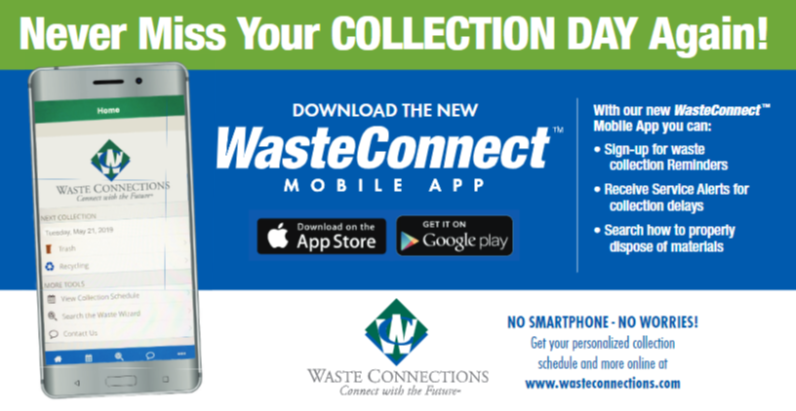 Never Miss Your COLLECTION DAY Again!
Home
WASTE CONNECTIONS
Connect with the Future™
NEXT COLLECTION
Tuesday, May 21, 2019
Trash
Recycling
MORE TOOLS
View Collection Schedule
Search the Waste Wizard
Contact Us
DOWNLOAD THE NEW
WasteConnect™
MOBILE APP
Download on the
App Store
GET IT ON
Google play
With our new WasteConnect™
Mobile App you can:
• Sign-up for waste
collection Reminders
• Receive Service Alerts for
collection delays
• Search how to properly
dispose of materials
WASTE CONNECTIONS
Connect with the Future™
NO SMARTPHONE - NO WORRIES!
Get your personalized collection
schedule and more online at
www.wasteconnections.com